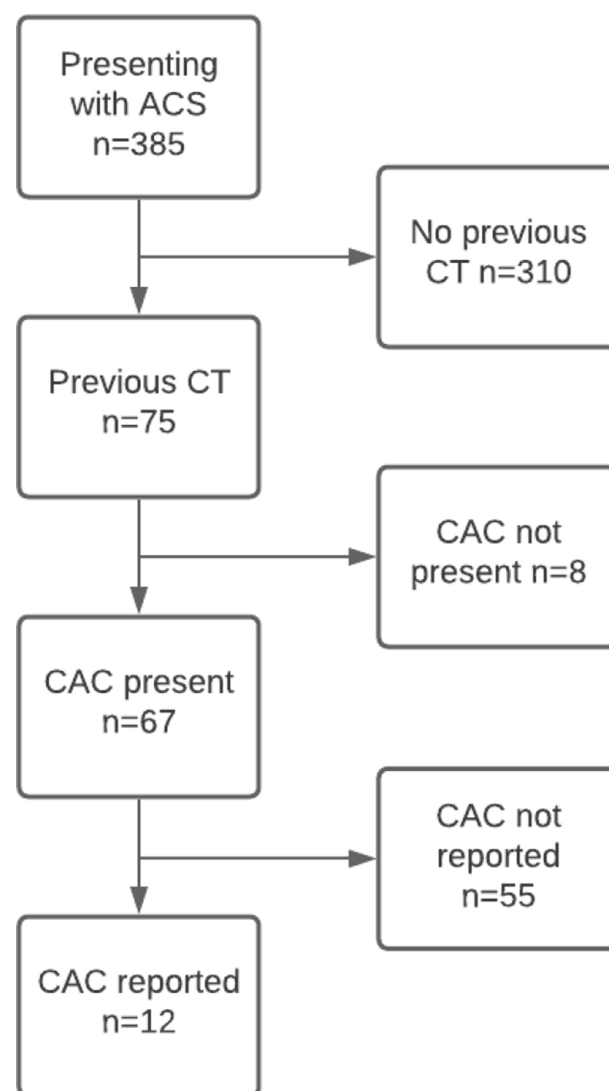 Presenting
with ACS
n=385
No previous
CT n=310
Previous CT
n=75
CAC not
present n=8
CAC present
n=67
CAC not
reported
n=55
CAC reported
n=12